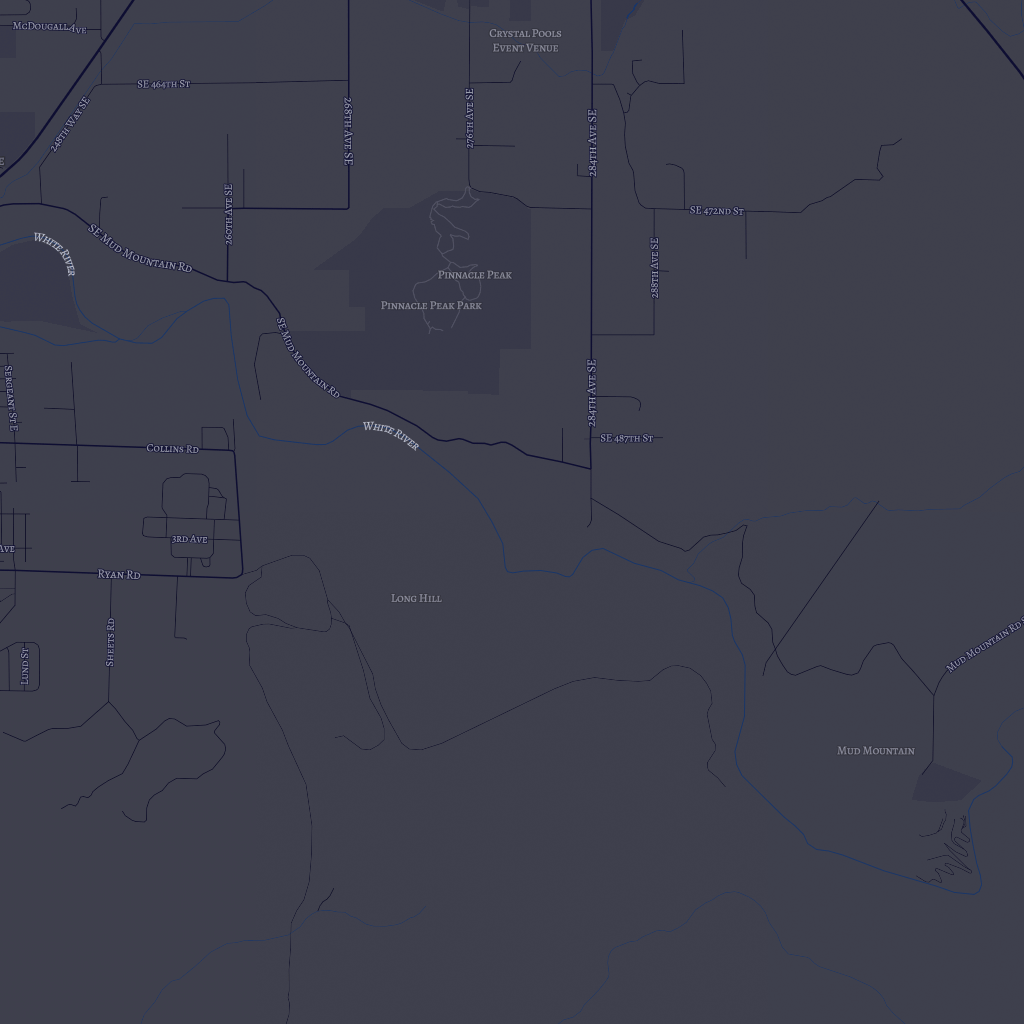 McDougall Ave
Crystal Pools
Event Venue
SE 464th St
248th Way SE
268th Ave SE
276th Ave SE
284th Ave SE
SE 472nd St
260th Ave SE
White River
SE Mud Mountain Rd
288th Ave SE
Pinnacle Peak
Pinnacle Peak Park
SE Mud Mountain Rd
284th Ave SE
Sergeant St E
White River
SE 487th St
Collins Rd
3rd Ave
Ave
Ryan Rd
Long Hill
Sheets Rd
Lund St
Mud Mountain Rd
Mud Mountain